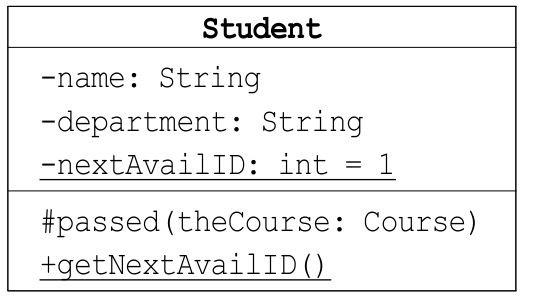 Student
-name: String
-department: String
-nextAvailID: int = 1
#passed(theCourse: Course)
+getNextAvailID()